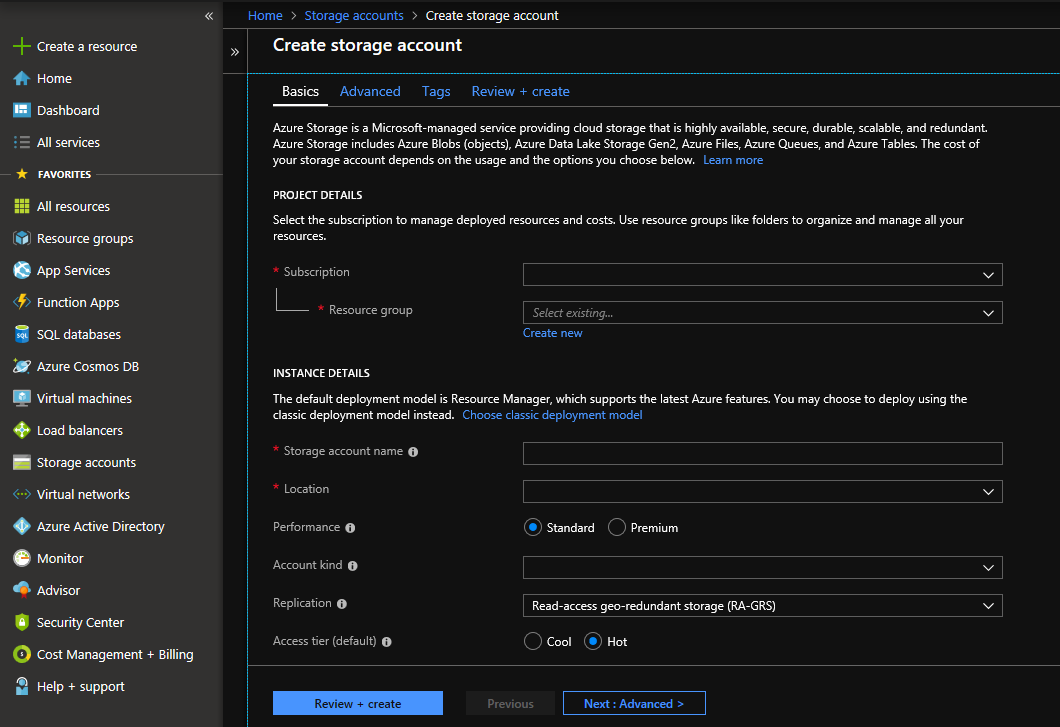 «
Create a resource
Home
Dashboard
All services
FAVORITES
All resources
Resource groups
App Services
Function Apps
SQL
SQL databases
Azure Cosmos DB
Virtual machines
Load balancers
Storage accounts
Virtual networks
Azure Active Directory
Monitor
Advisor
Security Center
Cost Management + Billing
Help + support
Home > Storage accounts > Create storage account
»
Create storage account
Basics Advanced Tags Review + create
Azure Storage is a Microsoft-managed service providing cloud storage that is highly available, secure, durable, scalable, and redundant.
Azure Storage includes Azure Blobs (objects), Azure Data Lake Storage Gen2, Azure Files, Azure Queues, and Azure Tables. The cost of
your storage account depends on the usage and the options you choose below. Learn more
PROJECT DETAILS
Select the subscription to manage deployed resources and costs. Use resource groups like folders to organize and manage all your
resources.
* Subscription
* Resource group Select existing...
Create new
INSTANCE DETAILS
The default deployment model is Resource Manager, which supports the latest Azure features. You may choose to deploy using the
classic deployment model instead. Choose classic deployment model
* Storage account name
* Location
Performance Standard Premium
Account kind
Replication Read-access geo-redundant storage (RA-GRS)
Access tier (default) Cool Hot
Review + create Previous Next : Advanced >